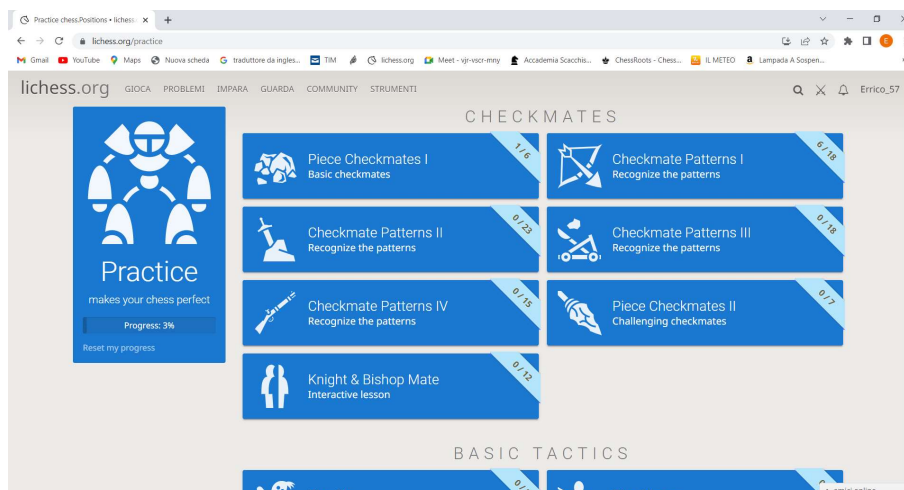 Practice chess Positions • lichess
lichess.org/practice
Gmail YouTube Maps Nuova scheda traduttore da ingles... TIM lichess.org Meet - vjr-vscr-mny Accademia Scacchis... ChessRoots - Chess... IL METEO Lampada A Sospen...
lichess.org GIOCA PROBLEMI IMPARA GUARDA COMMUNITY STRUMENTI Errico_57
Practice
makes your chess perfect
Progress: 3%
Reset my progress
CHECKMATES
Piece Checkmates I
Basic checkmates
1/6
Checkmate Patterns I
Recognize the patterns
6/18
Checkmate Patterns II
Recognize the patterns
0/23
Checkmate Patterns III
Recognize the patterns
0/18
Checkmate Patterns IV
Recognize the patterns
0/15
Piece Checkmates II
Challenging checkmates
0/7
Knight & Bishop Mate
Interactive lesson
0/12
BASIC TACTICS